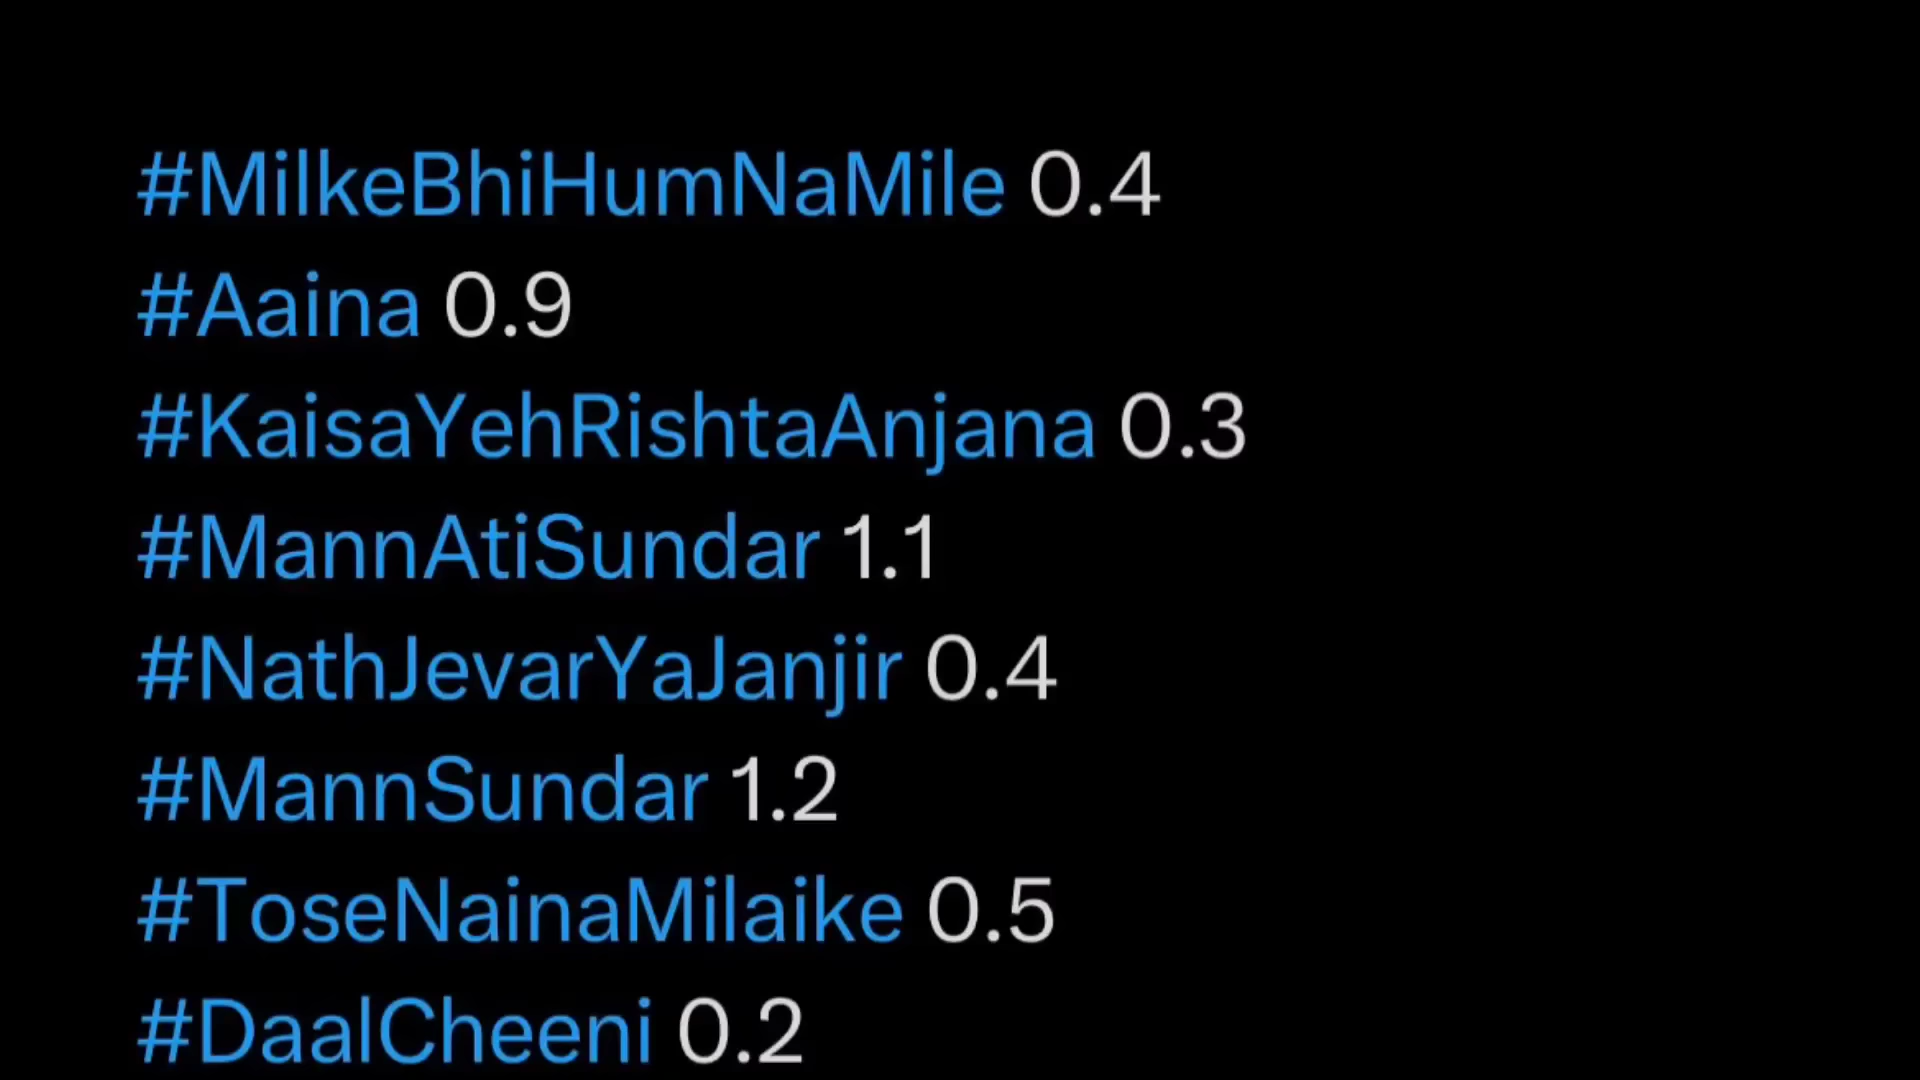 #MilkeBhiHumNaMile 0.4
#Aaina 0.9
#KaisaYehRishtaAnjana 0.3
#MannAtiSundar 1.1
#NathJevarYaJanjir 0.4
#MannSundar 1.2
#ToseNainaMilaike 0.5
#DaalCheeni 0.2